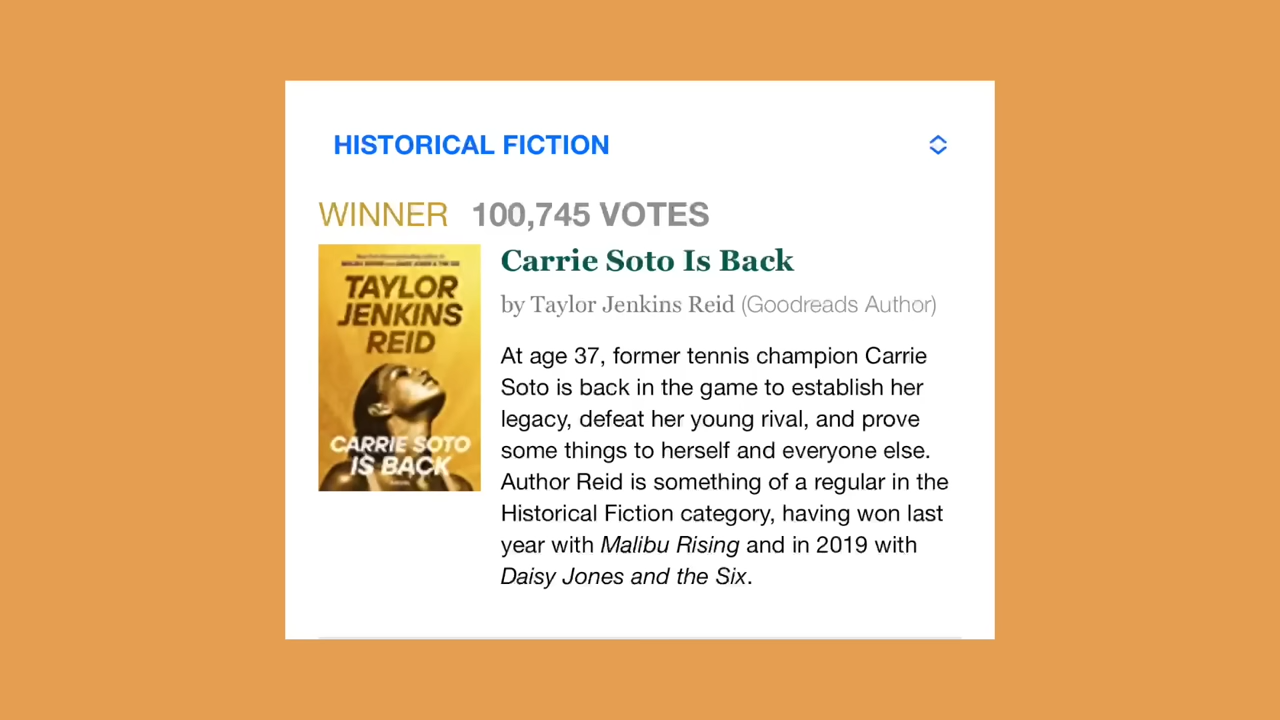 HISTORICAL FICTION
WINNER 100,745 VOTES
TAYLOR
JENKINS
REID
CARRIE SOTO
IS BACK
Carrie Soto Is Back
by Taylor Jenkins Reid (Goodreads Author)
At age 37, former tennis champion Carrie
Soto is back in the game to establish her
legacy, defeat her young rival, and prove
some things to herself and everyone else.
Author Reid is something of a regular in the
Historical Fiction category, having won last
year with Malibu Rising and in 2019 with
Daisy Jones and the Six.